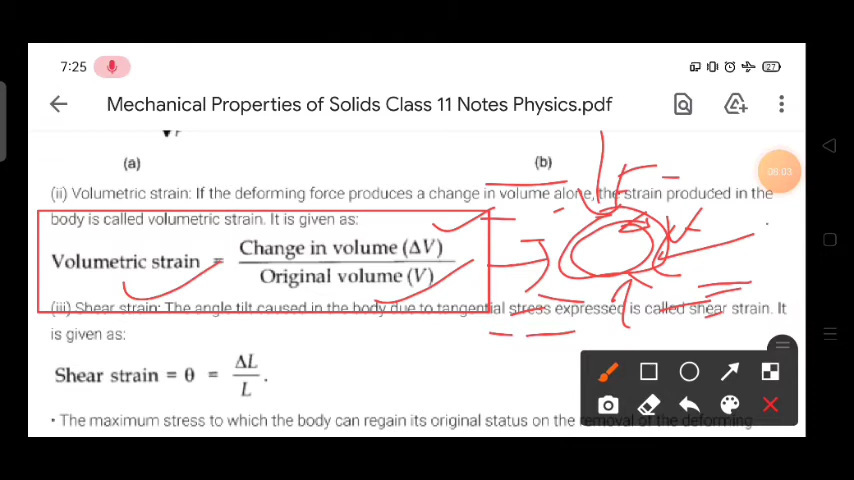 7:25
27
Mechanical Properties of Solids Class 11 Notes Physics.pdf
08:03
(a) (b)
(ii) Volumetric strain: If the deforming force produces a change in volume alone, the strain produced in the
body is called volumetric strain. It is given as:
Volumetric strain = Change in volume (ΔV) / Original volume (V)
(iii) Shear strain: The angle tilt caused in the body due to tangential stress expressed is called shear strain. It
is given as:
Shear strain = θ = ΔL / L .
• The maximum stress to which the body can regain its original status on the removal of the deforming